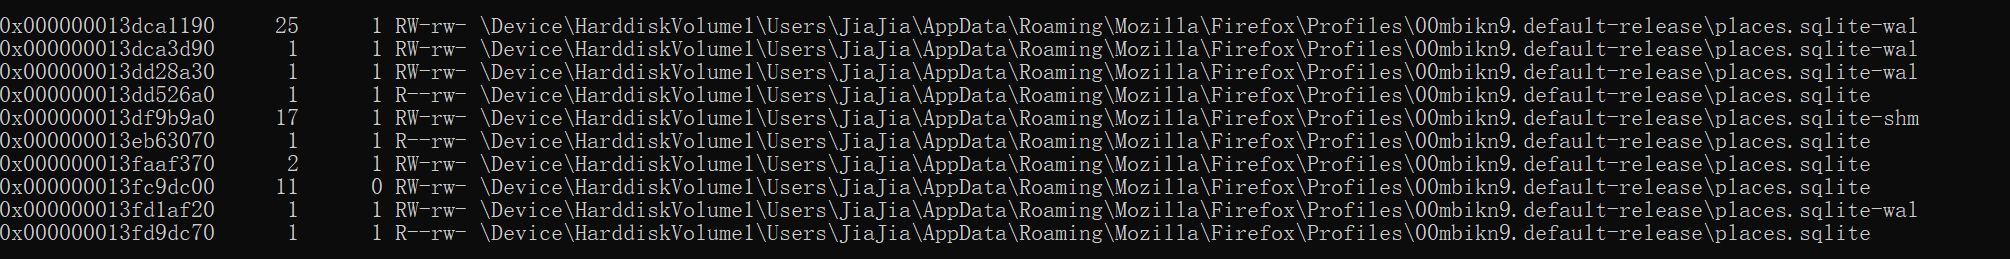 0x000000013dca1190     25      1 RW-rw- \Device\HarddiskVolume1\Users\JiaJia\AppData\Roaming\Mozilla\Firefox\Profiles\00mbikn9.default-release\places.sqlite-wal
0x000000013dca3d90      1      1 RW-rw- \Device\HarddiskVolume1\Users\JiaJia\AppData\Roaming\Mozilla\Firefox\Profiles\00mbikn9.default-release\places.sqlite-wal
0x000000013dd28a30      1      1 RW-rw- \Device\HarddiskVolume1\Users\JiaJia\AppData\Roaming\Mozilla\Firefox\Profiles\00mbikn9.default-release\places.sqlite-wal
0x000000013dd526a0      1      1 R--rw- \Device\HarddiskVolume1\Users\JiaJia\AppData\Roaming\Mozilla\Firefox\Profiles\00mbikn9.default-release\places.sqlite
0x000000013df9b9a0     17      1 RW-rw- \Device\HarddiskVolume1\Users\JiaJia\AppData\Roaming\Mozilla\Firefox\Profiles\00mbikn9.default-release\places.sqlite-shm
0x000000013eb63070      1      1 R--rw- \Device\HarddiskVolume1\Users\JiaJia\AppData\Roaming\Mozilla\Firefox\Profiles\00mbikn9.default-release\places.sqlite
0x000000013faaf370      2      1 RW-rw- \Device\HarddiskVolume1\Users\JiaJia\AppData\Roaming\Mozilla\Firefox\Profiles\00mbikn9.default-release\places.sqlite
0x000000013fc9dc00     11      0 RW-rw- \Device\HarddiskVolume1\Users\JiaJia\AppData\Roaming\Mozilla\Firefox\Profiles\00mbikn9.default-release\places.sqlite
0x000000013fd1af20      1      1 RW-rw- \Device\HarddiskVolume1\Users\JiaJia\AppData\Roaming\Mozilla\Firefox\Profiles\00mbikn9.default-release\places.sqlite-wal
0x000000013fd9dc70      1      1 R--rw- \Device\HarddiskVolume1\Users\JiaJia\AppData\Roaming\Mozilla\Firefox\Profiles\00mbikn9.default-release\places.sqlite